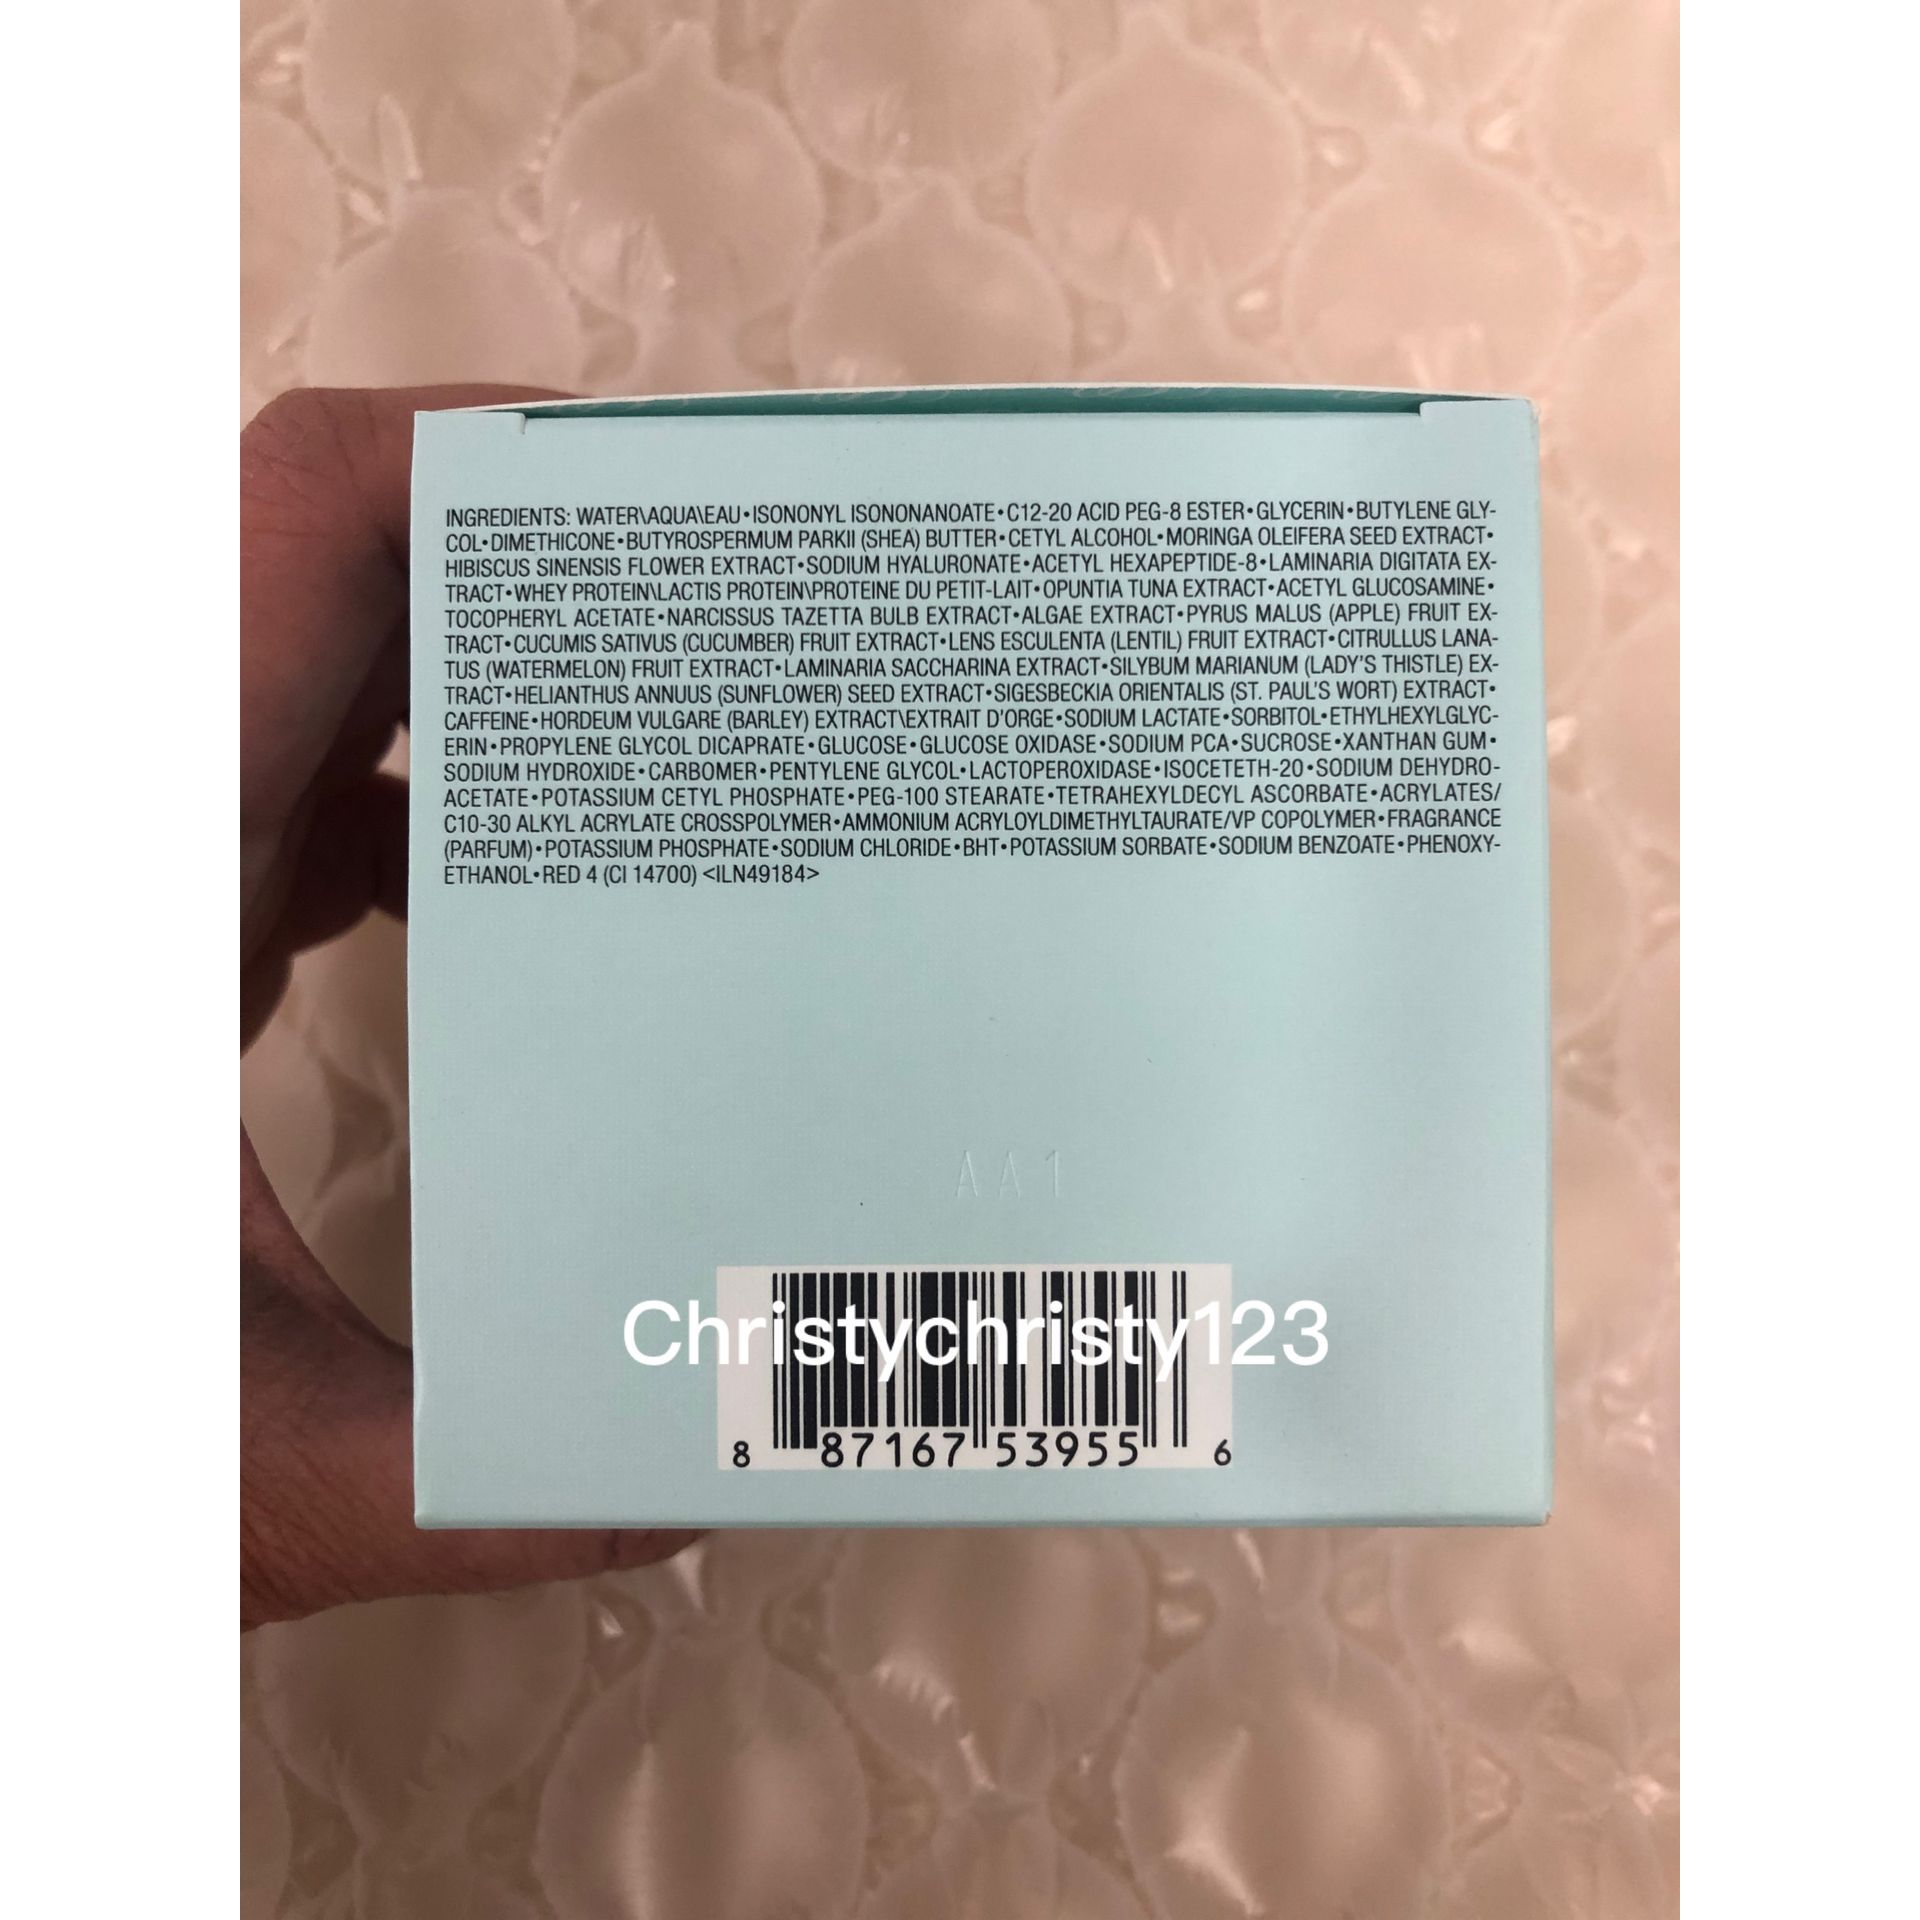 INGREDIENTS: WATER\AQUA\EAU•ISONONYL ISONONANOATE•C12-20 ACID PEG-8 ESTER•GLYCERIN•BUTYLENE GLY-
COL•DIMETHICONE•BUTYROSPERMUM PARKII (SHEA) BUTTER•CETYL ALCOHOL•MORINGA OLEIFERA SEED EXTRACT•
HIBISCUS SINENSIS FLOWER EXTRACT•SODIUM HYALURONATE•ACETYL HEXAPEPTIDE-8•LAMINARIA DIGITATA EX-
TRACT•WHEY PROTEIN\LACTIS PROTEIN\PROTEINE DU PETIT-LAIT•OPUNTIA TUNA EXTRACT•ACETYL GLUCOSAMINE•
TOCOPHERYL ACETATE•NARCISSUS TAZETTA BULB EXTRACT•ALGAE EXTRACT•PYRUS MALUS (APPLE) FRUIT EX-
TRACT•CUCUMIS SATIVUS (CUCUMBER) FRUIT EXTRACT•LENS ESCULENTA (LENTIL) FRUIT EXTRACT•CITRULLUS LANA-
TUS (WATERMELON) FRUIT EXTRACT•LAMINARIA SACCHARINA EXTRACT•SILYBUM MARIANUM (LADY'S THISTLE) EX-
TRACT•HELIANTHUS ANNUUS (SUNFLOWER) SEED EXTRACT•SIGESBECKIA ORIENTALIS (ST. PAUL'S WORT) EXTRACT•
CAFFEINE•HORDEUM VULGARE (BARLEY) EXTRACT\EXTRAIT D'ORGE•SODIUM LACTATE•SORBITOL•ETHYLHEXYLGLYC-
ERIN•PROPYLENE GLYCOL DICAPRATE•GLUCOSE•GLUCOSE OXIDASE•SODIUM PCA•SUCROSE•XANTHAN GUM•
SODIUM HYDROXIDE•CARBOMER•PENTYLENE GLYCOL•LACTOPEROXIDASE•ISOCETETH-20•SODIUM DEHYDRO-
ACETATE•POTASSIUM CETYL PHOSPHATE•PEG-100 STEARATE•TETRAHEXYLDECYL ASCORBATE•ACRYLATES/
C10-30 ALKYL ACRYLATE CROSSPOLYMER•AMMONIUM ACRYLOYLDIMETHYLTAURATE/VP COPOLYMER•FRAGRANCE
(PARFUM)•POTASSIUM PHOSPHATE•SODIUM CHLORIDE•BHT•POTASSIUM SORBATE•SODIUM BENZOATE•PHENOXY-
ETHANOL•RED 4 (CI 14700) <ILN49184>
AA1
Christychristy123
8 87167 53955 6